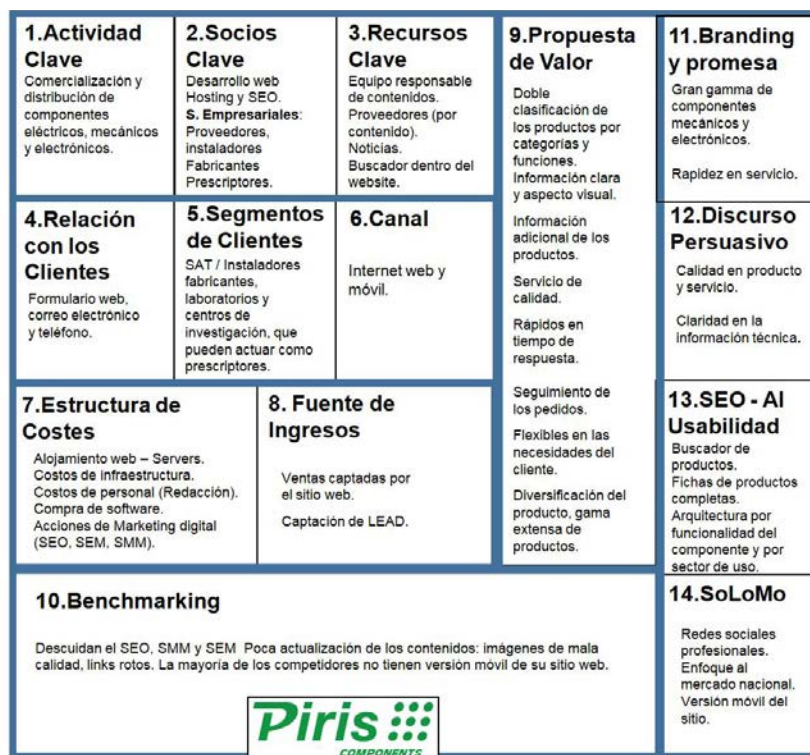 1.Actividad
Clave
Comercialización y
distribución de
componentes
eléctricos, mecánicos
y electrónicos.
2.Socios
Clave
Desarrollo web
Hosting y SEO.
S. Empresariales:
Proveedores,
instaladores
Fabricantes
Prescriptores.
3.Recursos
Clave
Equipo responsable
de contenidos.
Proveedores (por
contenido).
Noticias.
Buscador dentro del
website.
4.Relación
con los
Clientes
Formulario web,
correo electrónico
y teléfono.
5.Segmentos
de Clientes
SAT / Instaladores
fabricantes,
laboratorios y
centros de
investigación, que
pueden actuar como
prescriptores.
6.Canal
Internet web y
móvil.
7.Estructura de
Costes
Alojamiento web – Servers.
Costos de infraestructura.
Costos de personal (Redacción).
Compra de software.
Acciones de Marketing digital
(SEO, SEM, SMM).
8. Fuente de
Ingresos
Ventas captadas por
el sitio web.
Captación de LEAD.
9.Propuesta
de Valor
Doble
clasificación de
los productos por
categorías y
funciones.
Información clara
y aspecto visual.
Información
adicional de los
productos.
Servicio de
calidad.
Rápidos en
tiempo de
respuesta.
Seguimiento de
los pedidos.
Flexibles en las
necesidades del
cliente.
Diversificación del
producto, gama
extensa de
productos.
10.Benchmarking
Descuidan el SEO, SMM y SEM Poca actualización de los contenidos: imágenes de mala
calidad, links rotos. La mayoría de los competidores no tienen versión móvil de su sitio web.
11.Branding
y promesa
Gran gamma de
componentes
mecánicos y
electrónicos.
Rapidez en servicio.
12.Discurso
Persuasivo
Calidad en producto
y servicio.
Claridad en la
información técnica.
13.SEO - AI
Usabilidad
Buscador de
productos.
Fichas de productos
completas.
Arquitectura por
funcionalidad del
componente y por
sector de uso.
14.SoLoMo
Redes sociales
profesionales.
Enfoque al
mercado nacional.
Versión móvil del
sitio.
Piris
COMPONENTS